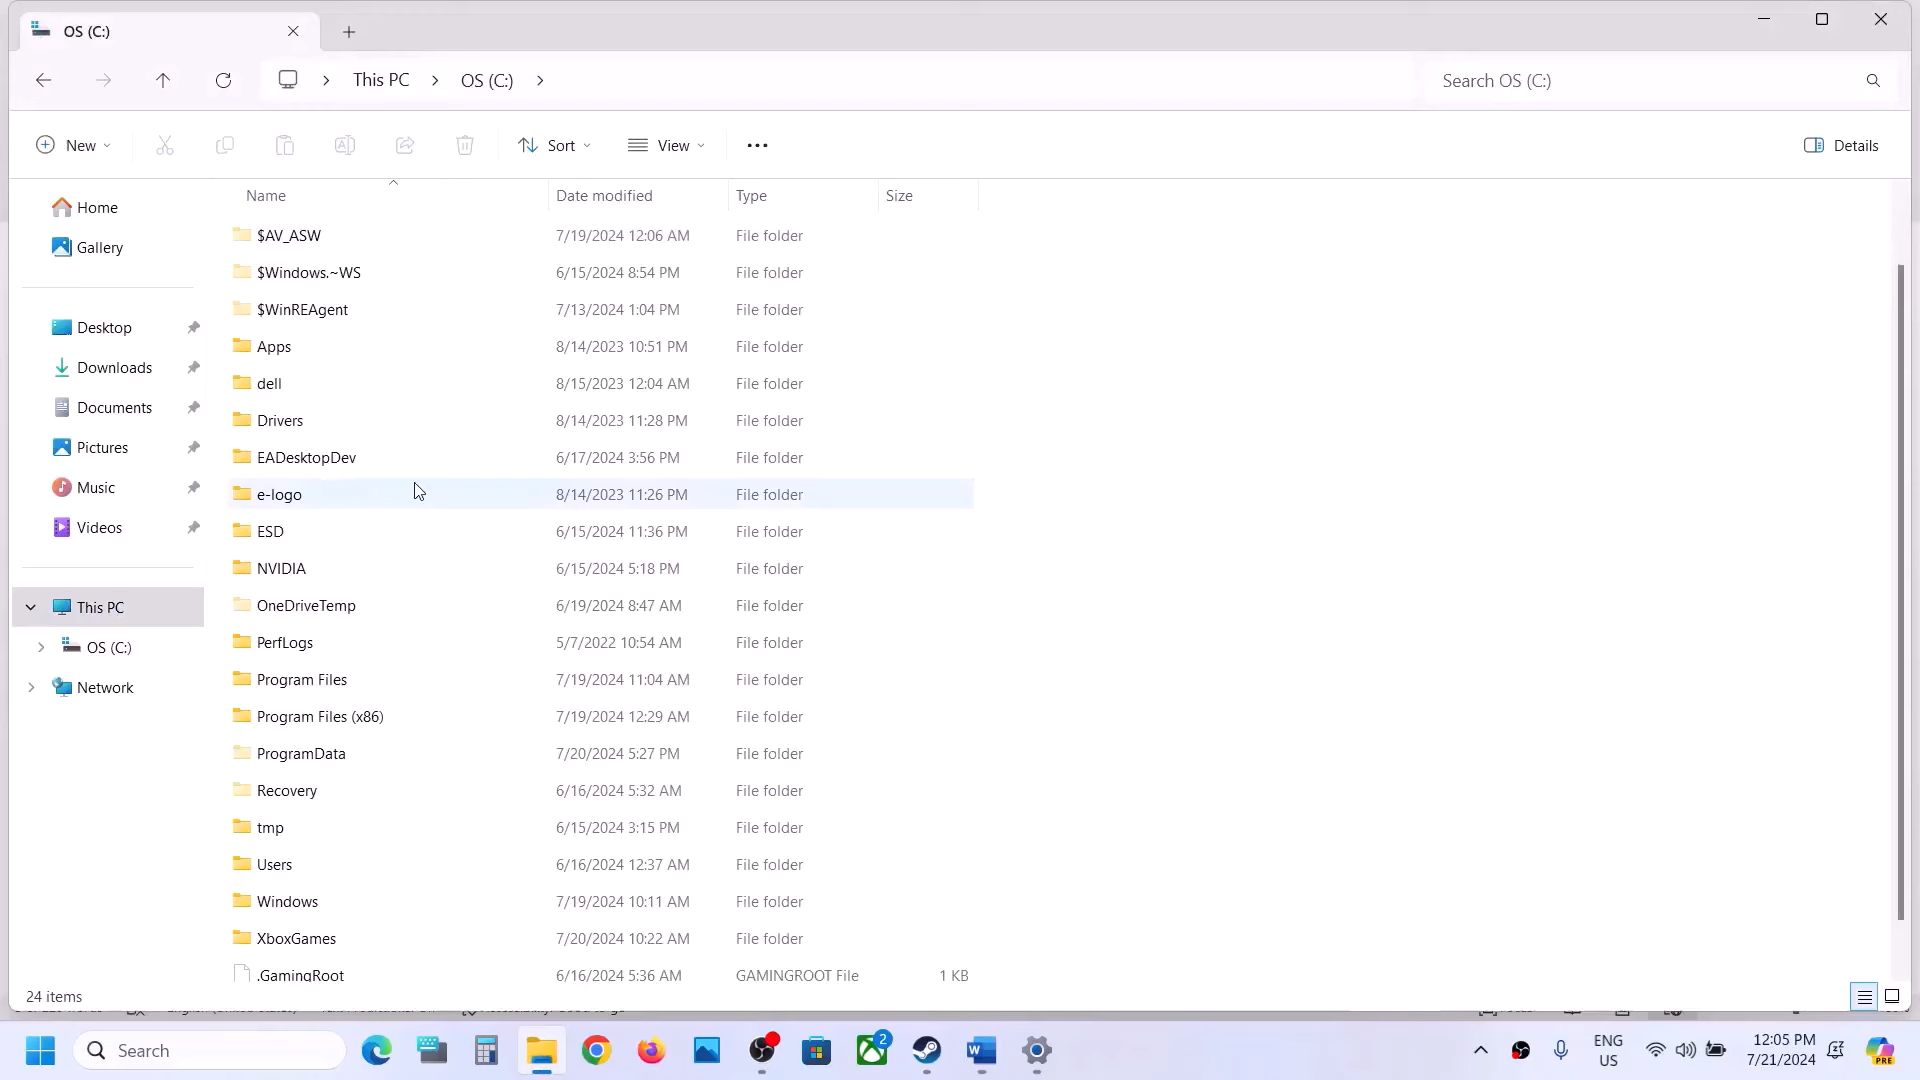 OS (C:)
This PC
OS (C:)
Search OS (C:)
New
Sort
View
Details
Name Date modified Type Size
Home
Gallery
Desktop
Downloads
Documents
Pictures
Music
Videos
This PC
OS (C:)
Network
$AV_ASW 7/19/2024 12:06 AM File folder
$Windows.~WS 6/15/2024 8:54 PM File folder
$WinREAgent 7/13/2024 1:04 PM File folder
Apps 8/14/2023 10:51 PM File folder
dell 8/15/2023 12:04 AM File folder
Drivers 8/14/2023 11:28 PM File folder
EADesktopDev 6/17/2024 3:56 PM File folder
e-logo 8/14/2023 11:26 PM File folder
ESD 6/15/2024 11:36 PM File folder
NVIDIA 6/15/2024 5:18 PM File folder
OneDriveTemp 6/19/2024 8:47 AM File folder
PerfLogs 5/7/2022 10:54 AM File folder
Program Files 7/19/2024 11:04 AM File folder
Program Files (x86) 7/19/2024 12:29 AM File folder
ProgramData 7/20/2024 5:27 PM File folder
Recovery 6/16/2024 5:32 AM File folder
tmp 6/15/2024 3:15 PM File folder
Users 6/16/2024 12:37 AM File folder
Windows 7/19/2024 10:11 AM File folder
XboxGames 7/20/2024 10:22 AM File folder
.GamingRoot 6/16/2024 5:36 AM GAMINGROOT File 1 KB
24 items
Search
2
ENG
US
12:05 PM
7/21/2024
PRE